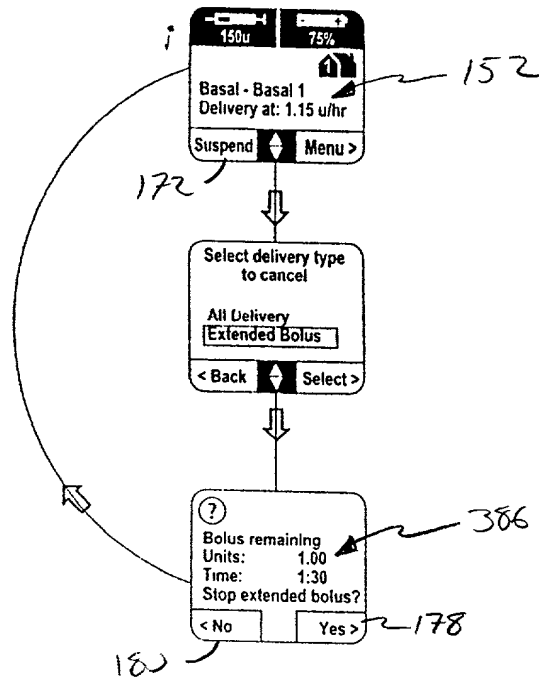 150u 75%
1
Basal - Basal 1
Delivery at: 1.15 u/hr
Suspend Menu >
152
172
Select delivery type
to cancel
All Delivery
Extended Bolus
< Back Select >
?
Bolus remaining
Units: 1.00
Time: 1:30
Stop extended bolus?
< No Yes >
386
178
180